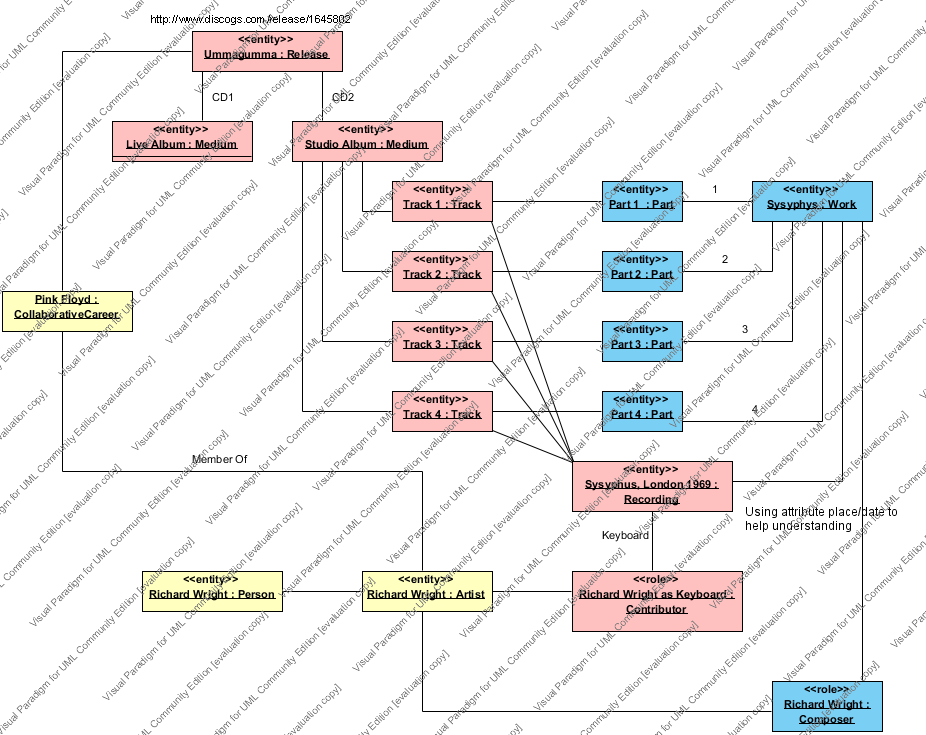 http://www.discogs.com/release/1645802
<<entity>>
Ummagumma : Release
CD1
CD2
<<entity>>
Live Album : Medium
<<entity>>
Studio Album : Medium
<<entity>>
Track 1 : Track
<<entity>>
Part 1 : Part
1
<<entity>>
Sysyphys : Work
<<entity>>
Track 2 : Track
<<entity>>
Part 2 : Part
2
Pink Floyd :
CollaborativeCareer
<<entity>>
Track 3 : Track
<<entity>>
Part 3 : Part
3
<<entity>>
Track 4 : Track
<<entity>>
Part 4 : Part
4
Member Of
<<entity>>
Sysyphus, London 1969 :
Recording
Using attribute place/date to
help understanding
Keyboard
<<entity>>
Richard Wright : Person
<<entity>>
Richard Wright : Artist
<<role>>
Richard Wright as Keyboard :
Contributor
<<role>>
Richard Wright :
Composer
Visual Paradigm for UML Community Edition [evaluation copy]